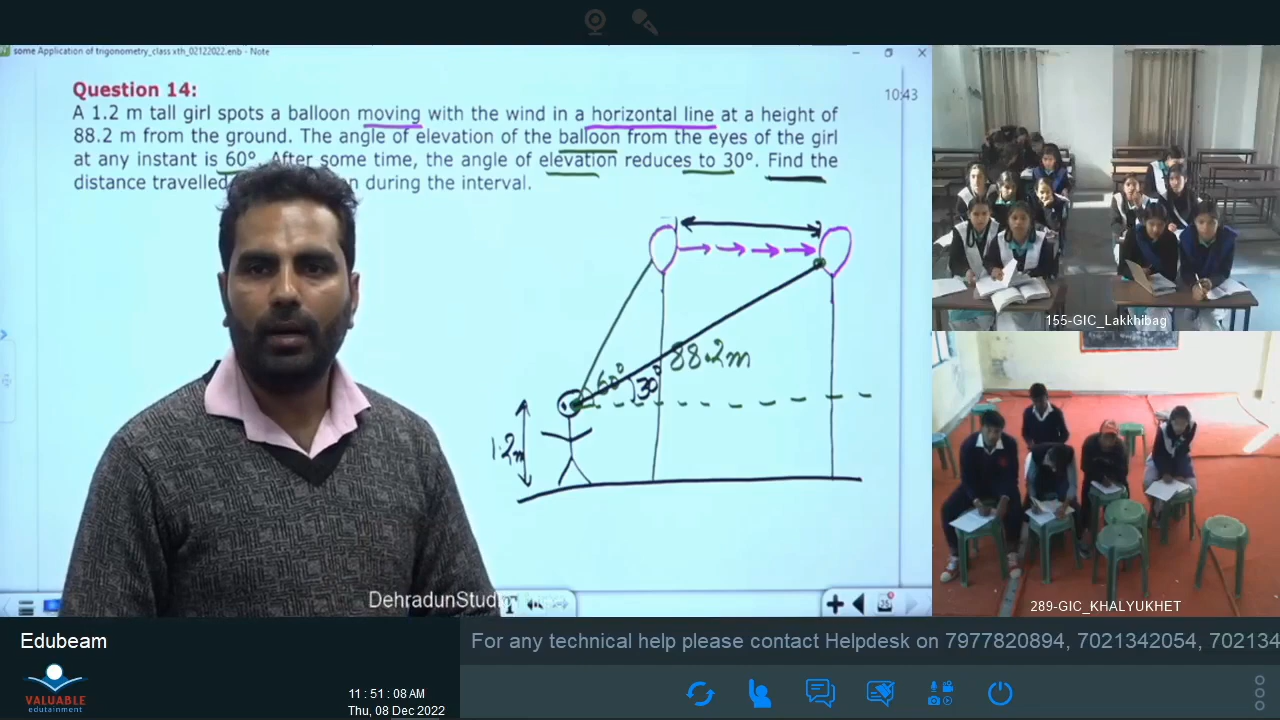 some Application of trigonometry_class xth_02122022.enb - Note
Question 14:
10:43
A 1.2 m tall girl spots a balloon moving with the wind in a horizontal line at a height of
88.2 m from the ground. The angle of elevation of the balloon from the eyes of the girl
at any instant is 60°. After some time, the angle of elevation reduces to 30°. Find the
distance travelled during the interval.
88.2m
60°
30°
1.2m
DehradunStudio
155-GIC_Lakkhibag
289-GIC_KHALYUKHET
Edubeam
For any technical help please contact Helpdesk on 7977820894, 7021342054, 702134
VALUABLE
edutainment
11 : 51 : 08 AM
Thu, 08 Dec 2022